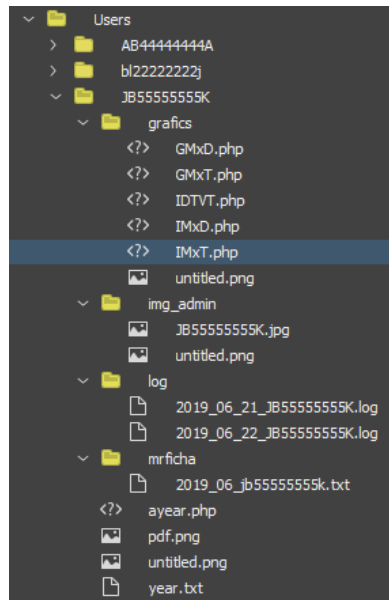 Users
AB44444444A
bl22222222j
JB55555555K
grafics
GMxD.php
GMxT.php
IDTVT.php
IMxD.php
IMxT.php
untitled.png
img_admin
JB55555555K.jpg
untitled.png
log
2019_06_21_JB55555555K.log
2019_06_22_JB55555555K.log
mrficha
2019_06_jb55555555k.txt
ayear.php
pdf.png
untitled.png
year.txt